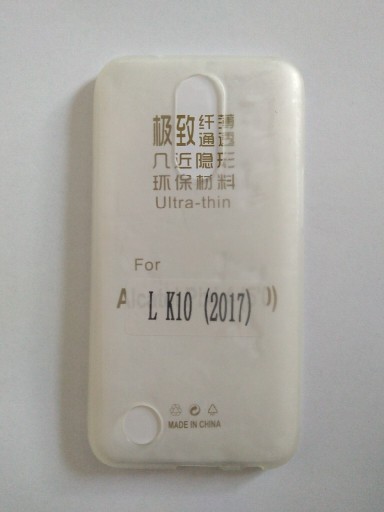 极致 纤薄
通透
几近隐形
环保材料
Ultra-thin
For
L K10 (2017)
MADE IN CHINA